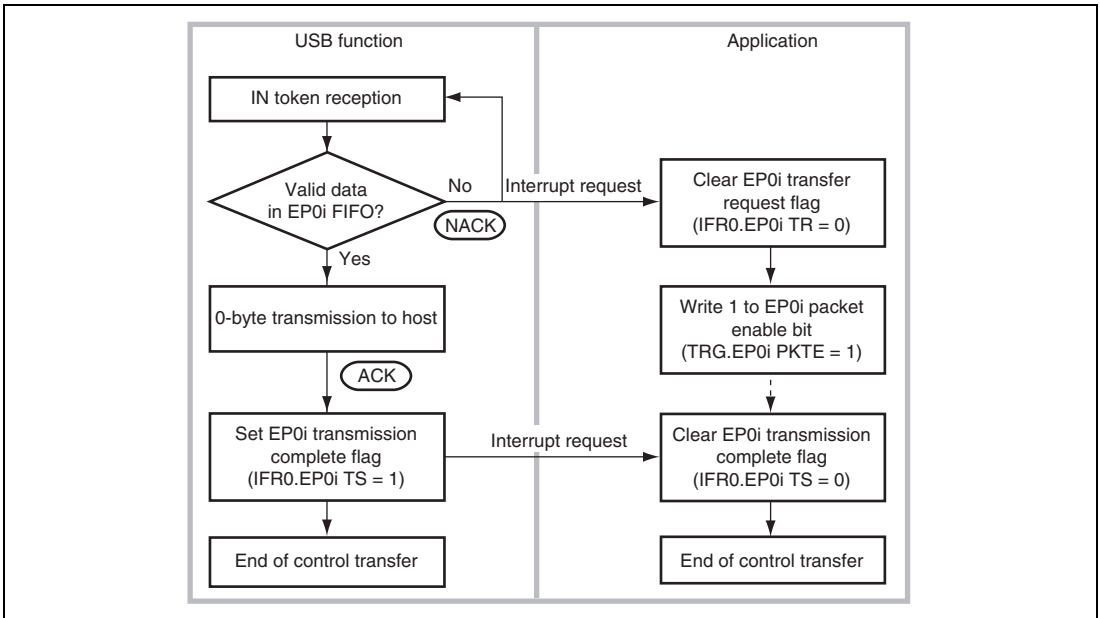 USB function
Application
IN token reception
Valid data
in EP0i FIFO?
No
NACK
Interrupt request
Clear EP0i transfer
request flag
(IFR0.EP0i TR = 0)
Yes
0-byte transmission to host
Write 1 to EP0i packet
enable bit
(TRG.EP0i PKTE = 1)
ACK
Set EP0i transmission
complete flag
(IFR0.EP0i TS = 1)
Interrupt request
Clear EP0i transmission
complete flag
(IFR0.EP0i TS = 0)
End of control transfer
End of control transfer